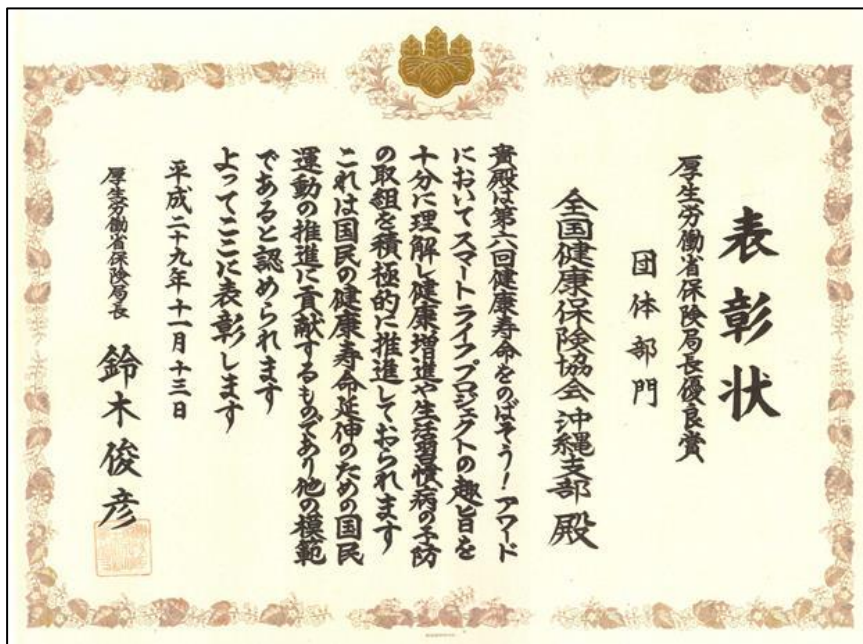 表彰状
厚生労働省保険局長優良賞
団体部門
全国健康保険協会 沖縄支部 殿
貴殿は第六回健康寿命をのばそう！アワード
においてスマートライフプロジェクトの趣旨を
十分に理解し健康増進や生活習慣病の予防
の取組を積極的に推進しておられます
これは国民の健康寿命延伸のための国民
運動の推進に貢献するものであり他の模範
であると認められます
よってここに表彰します
平成二十九年十一月十三日
厚生労働省保険局長 鈴木俊彦